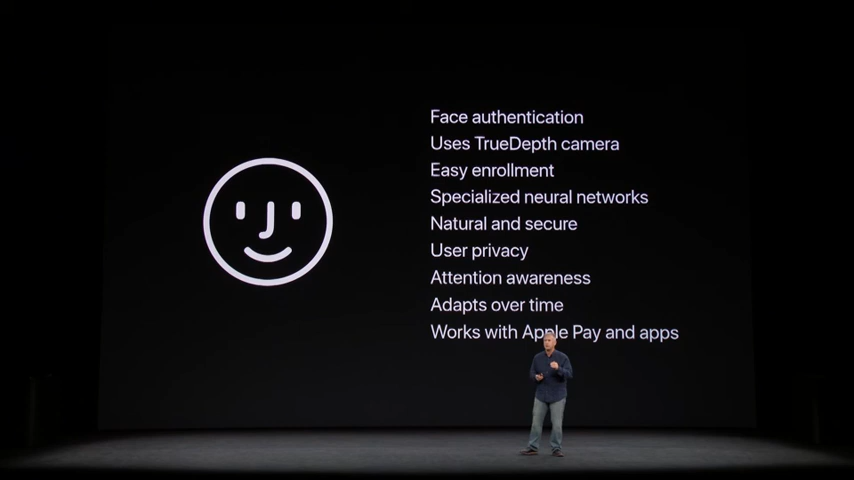 Face authentication
Uses TrueDepth camera
Easy enrollment
Specialized neural networks
Natural and secure
User privacy
Attention awareness
Adapts over time
Works with Apple Pay and apps